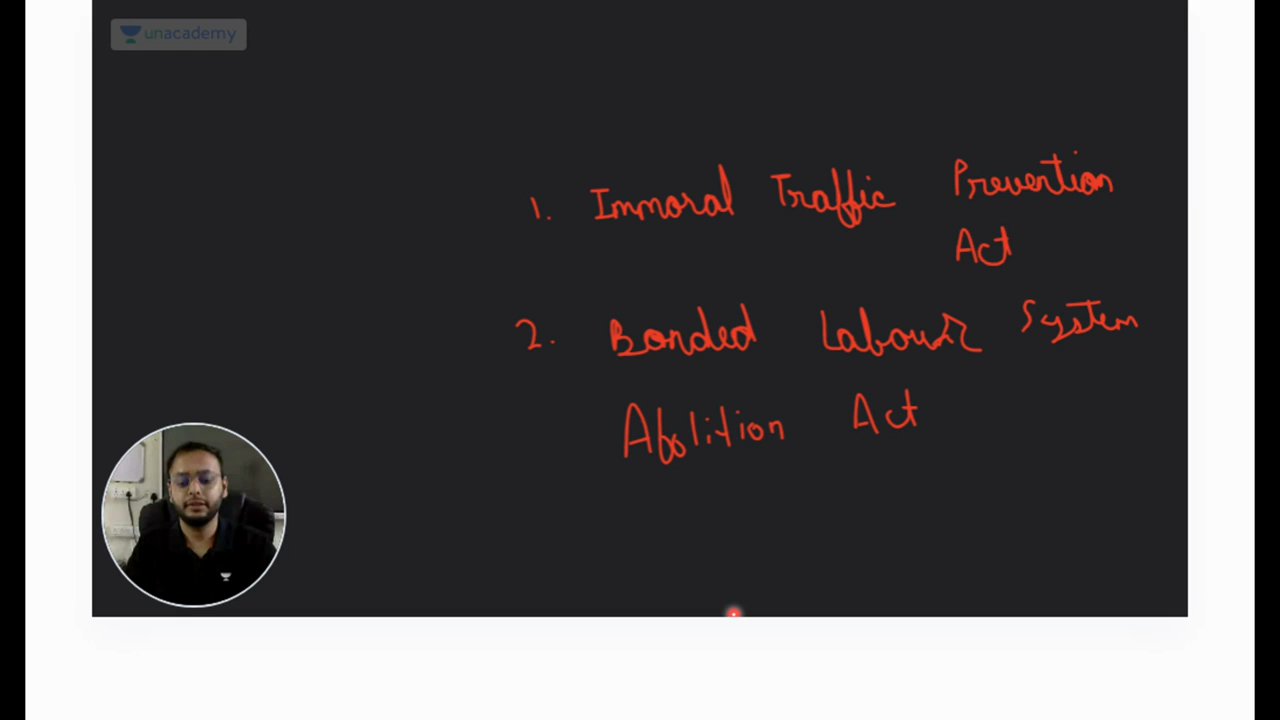 unacademy
1. Immoral Traffic Prevention
Act
2. Bonded Labour System
Abolition Act